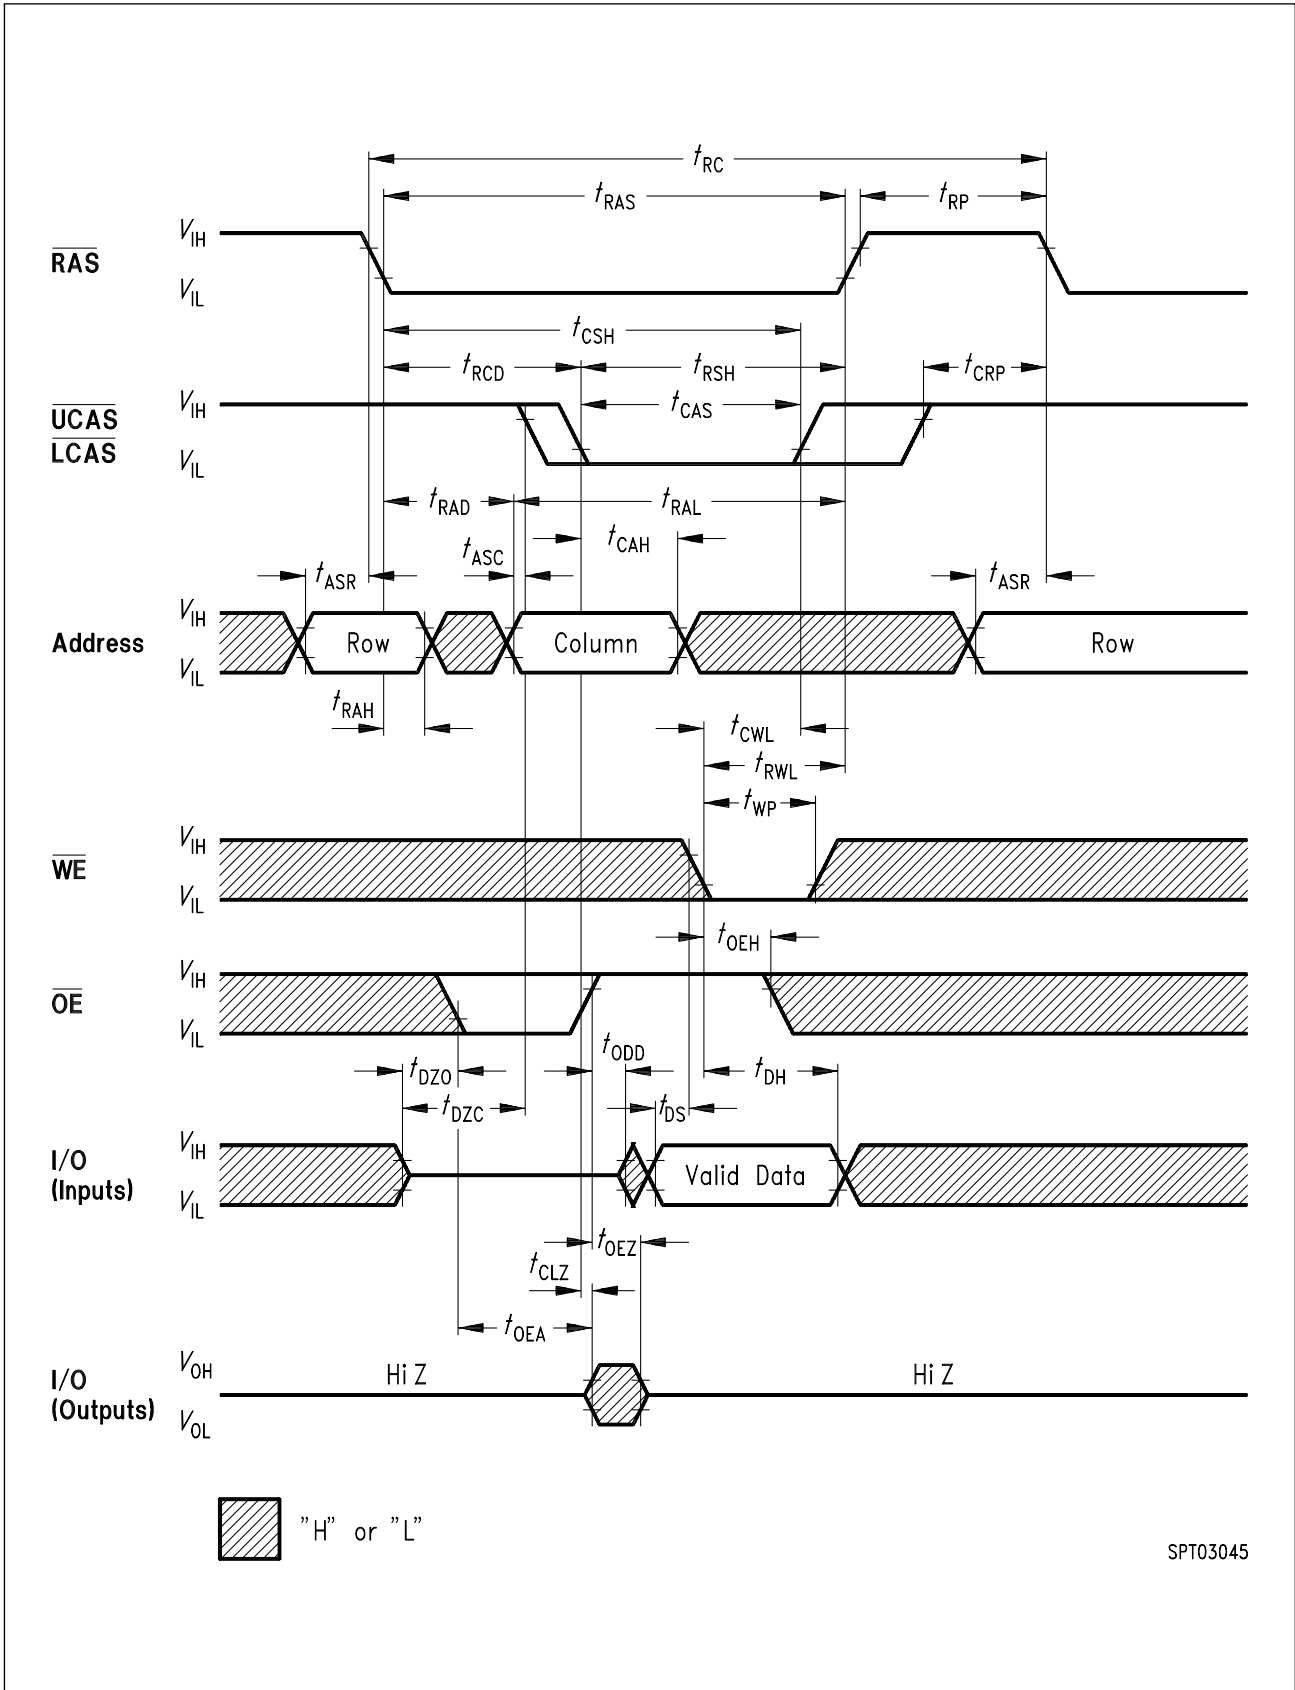 tRC
tRAS
tRP
VIH
RAS
VIL
tCSH
tRCD
tRSH
tCRP
VIH
UCAS
tCAS
LCAS
VIL
tRAD
tRAL
tCAH
tASC
tASR
tASR
VIH
Address
Row
Column
Row
VIL
tRAH
tCWL
tRWL
tWP
VIH
WE
VIL
tOEH
VIH
OE
VIL
tODD
tDZO
tDH
tDZC
tDS
VIH
I/O
(Inputs)
Valid Data
VIL
tOEZ
tCLZ
tOEA
VOH
I/O
(Outputs)
Hi Z
Hi Z
VOL
"H" or "L"
SPT03045